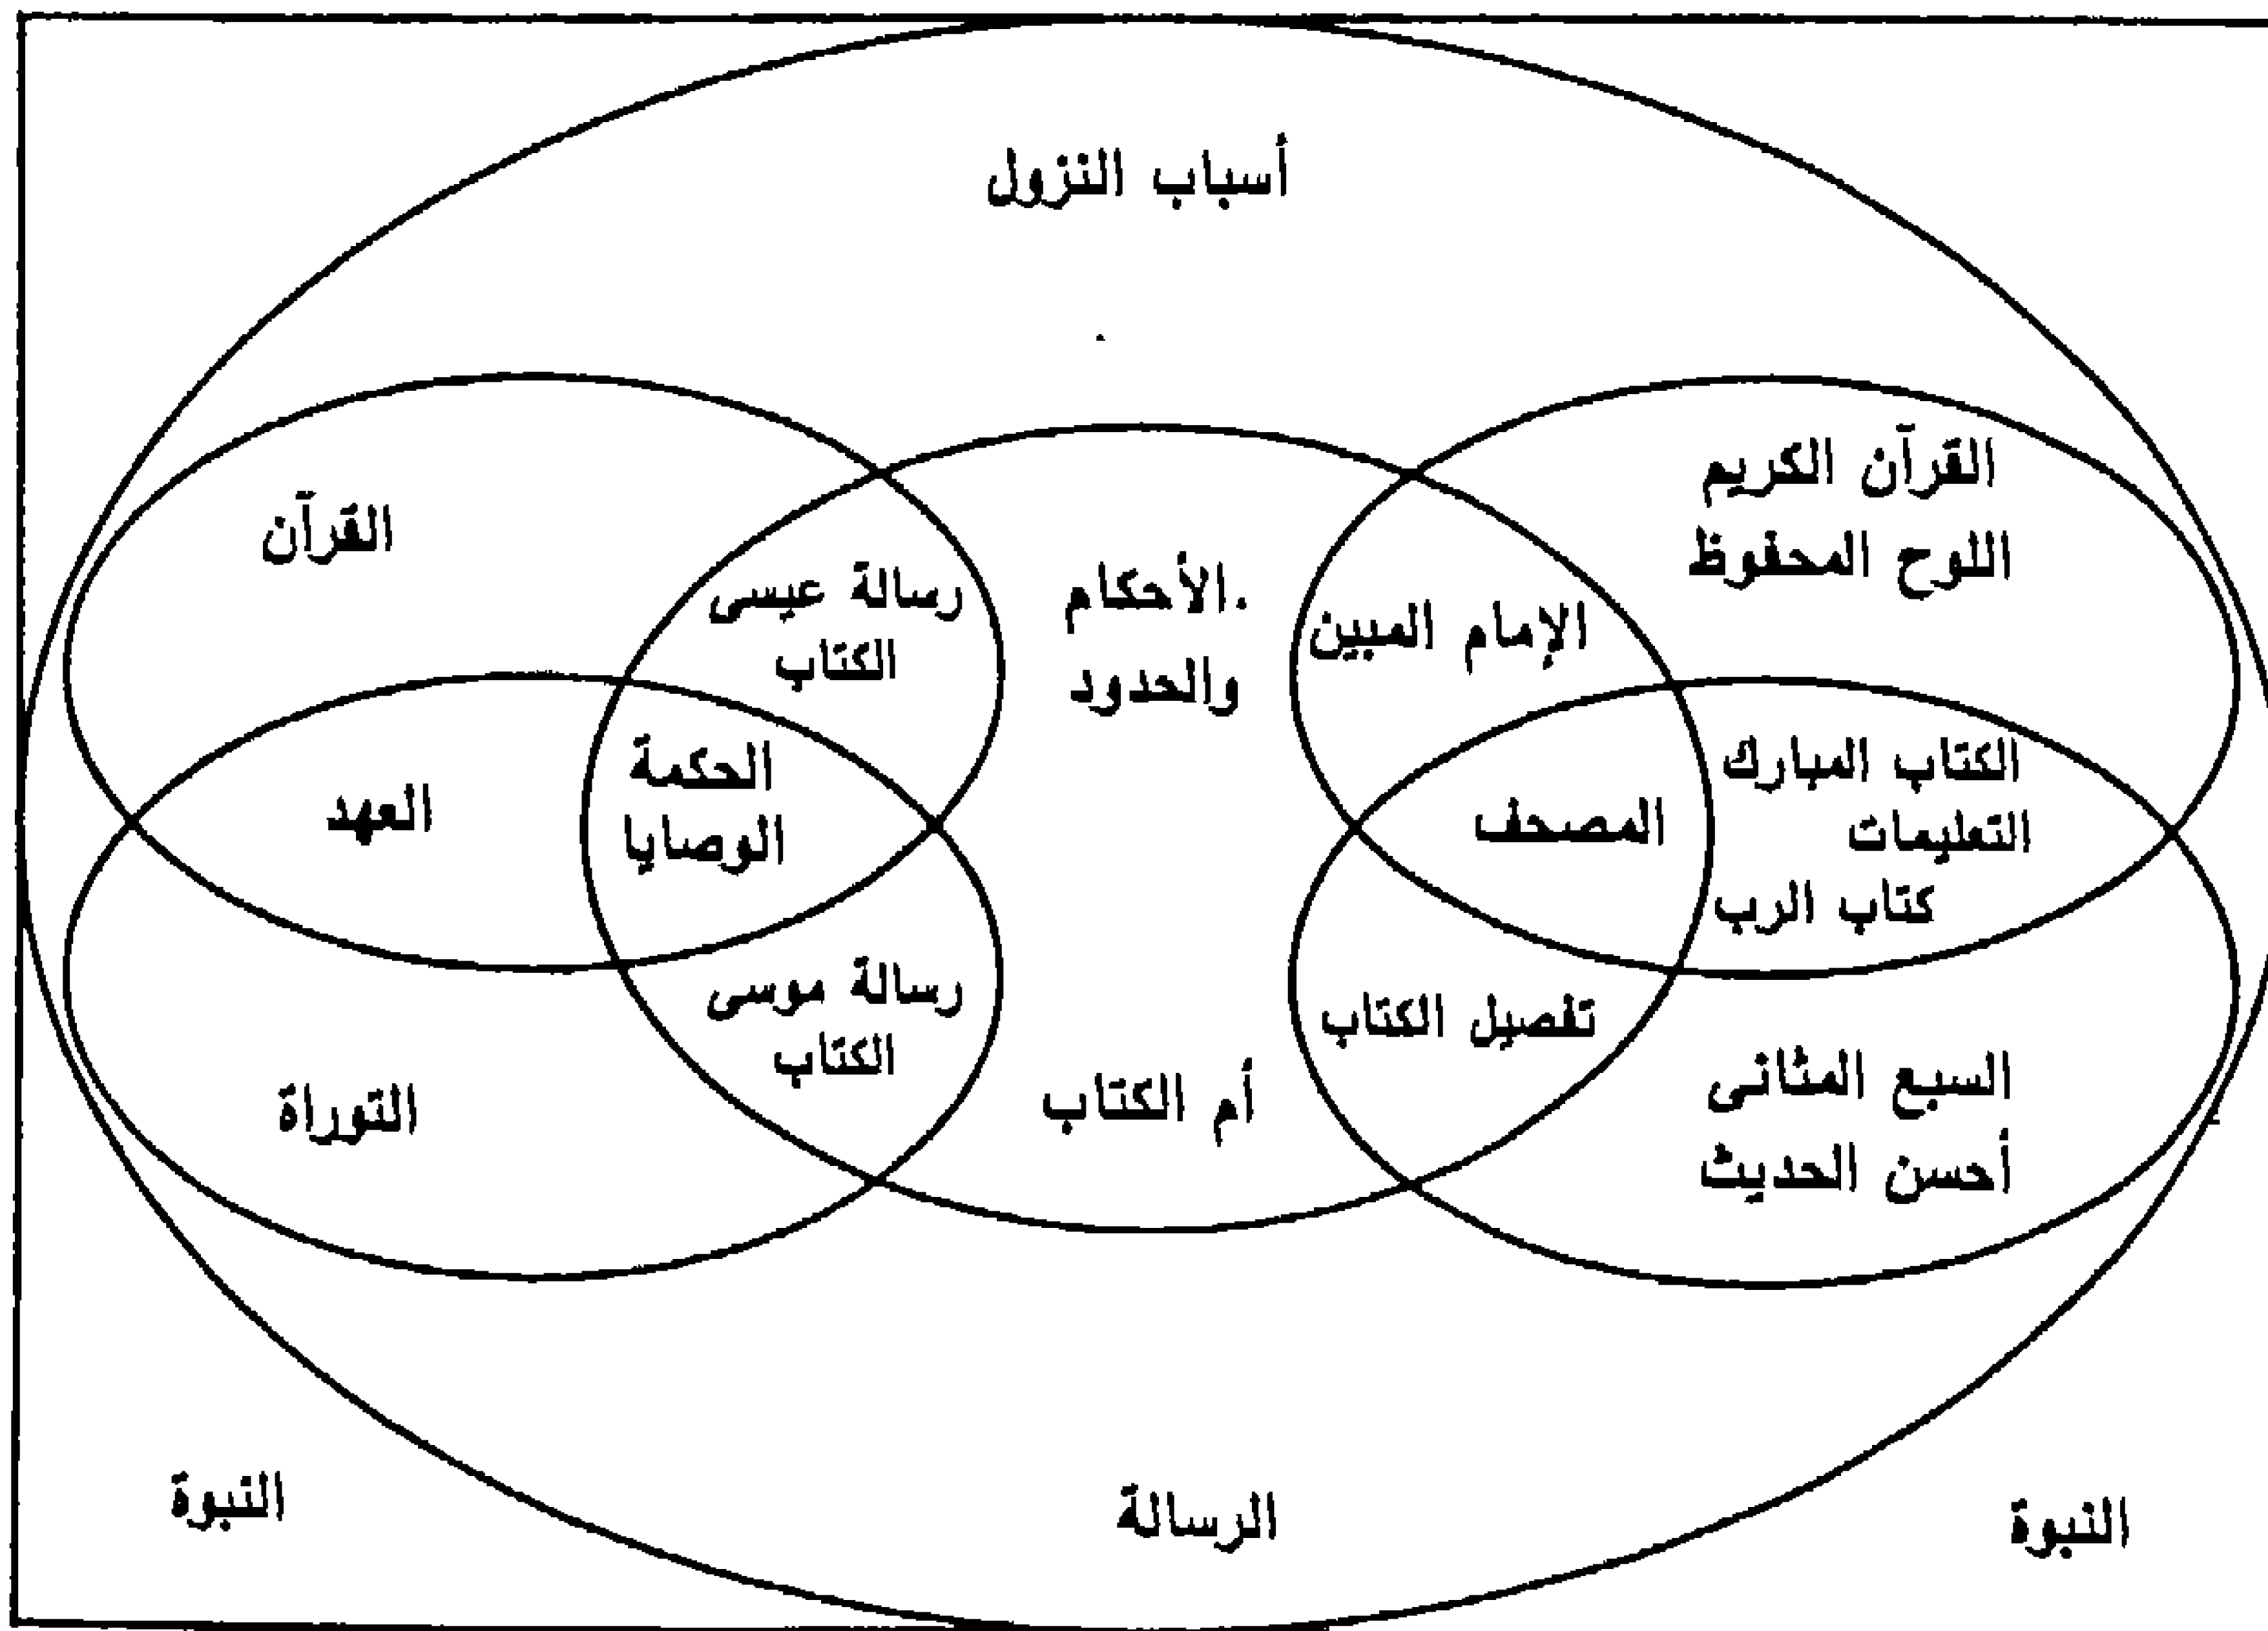 أسباب النزول
القرآن الكريم
اللوح المحفوظ
القرآن
رسالة عيسى
الكتاب
الأحكام
والحدود
الإمام المبين
الكتاب المبارك
التعليمات
كتاب الرب
المصحف
الحكمة
الوصايا
العهد
رسالة موسى
الكتاب
تفصيل الكتاب
أم الكتاب
السبع المثانى
أحسن الحديث
التوراة
النبوة
الرسالة
النبوة